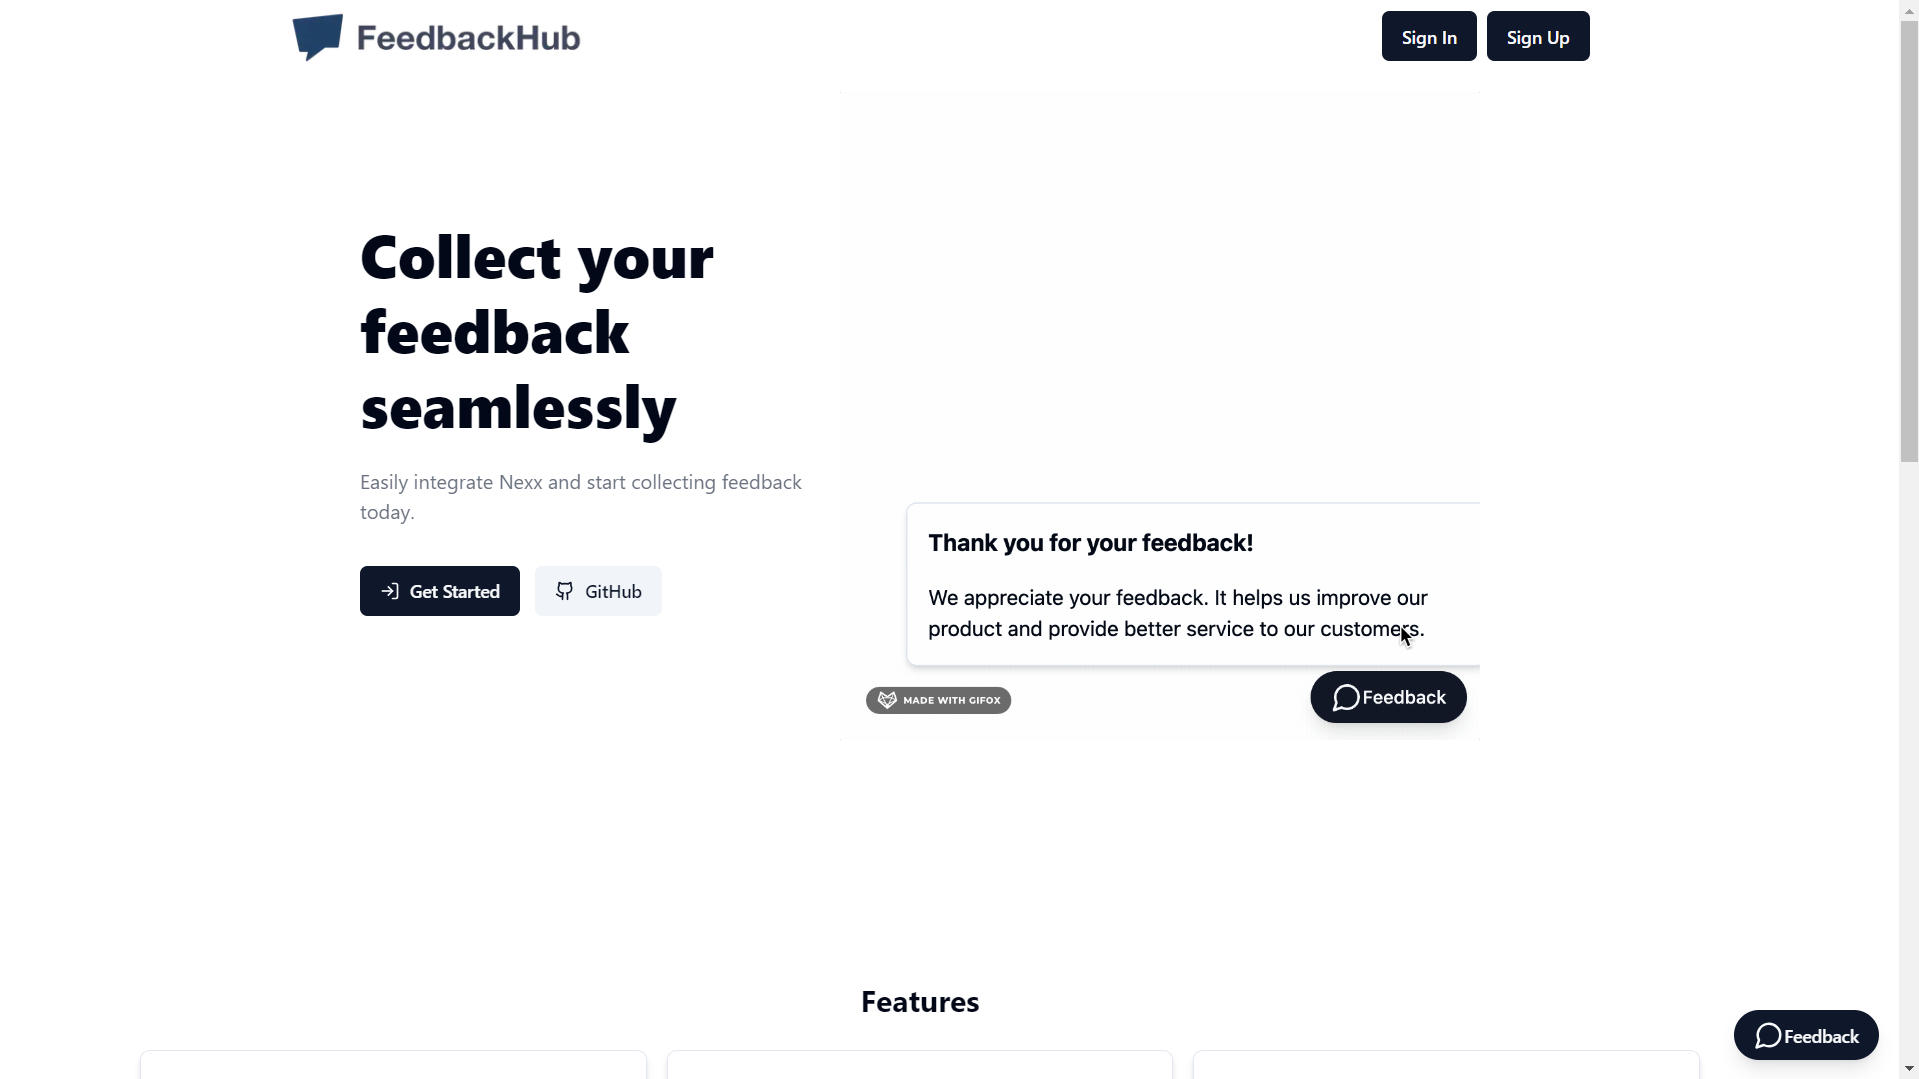 FeedbackHub
Sign In
Sign Up
Collect your
feedback
seamlessly
Easily integrate Nexx and start collecting feedback
today.
Get Started
GitHub
Thank you for your feedback!
We appreciate your feedback. It helps us improve our
product and provide better service to our customers.
MADE WITH GIFOX
Feedback
Features
Feedback